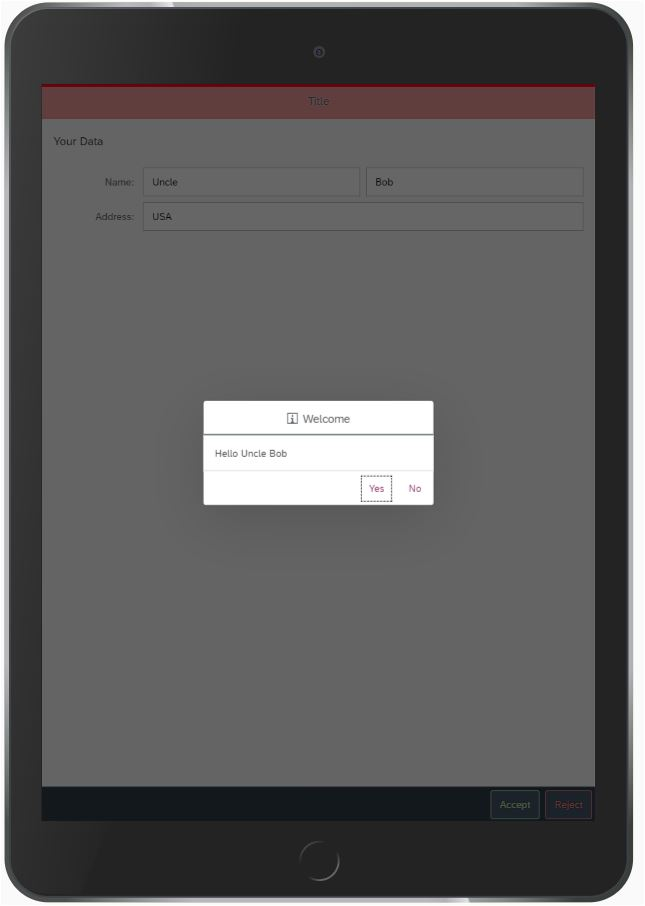 Title
Your Data
Name: Uncle Bob
Address: USA
Welcome
Hello Uncle Bob
Yes No
Accept Reject